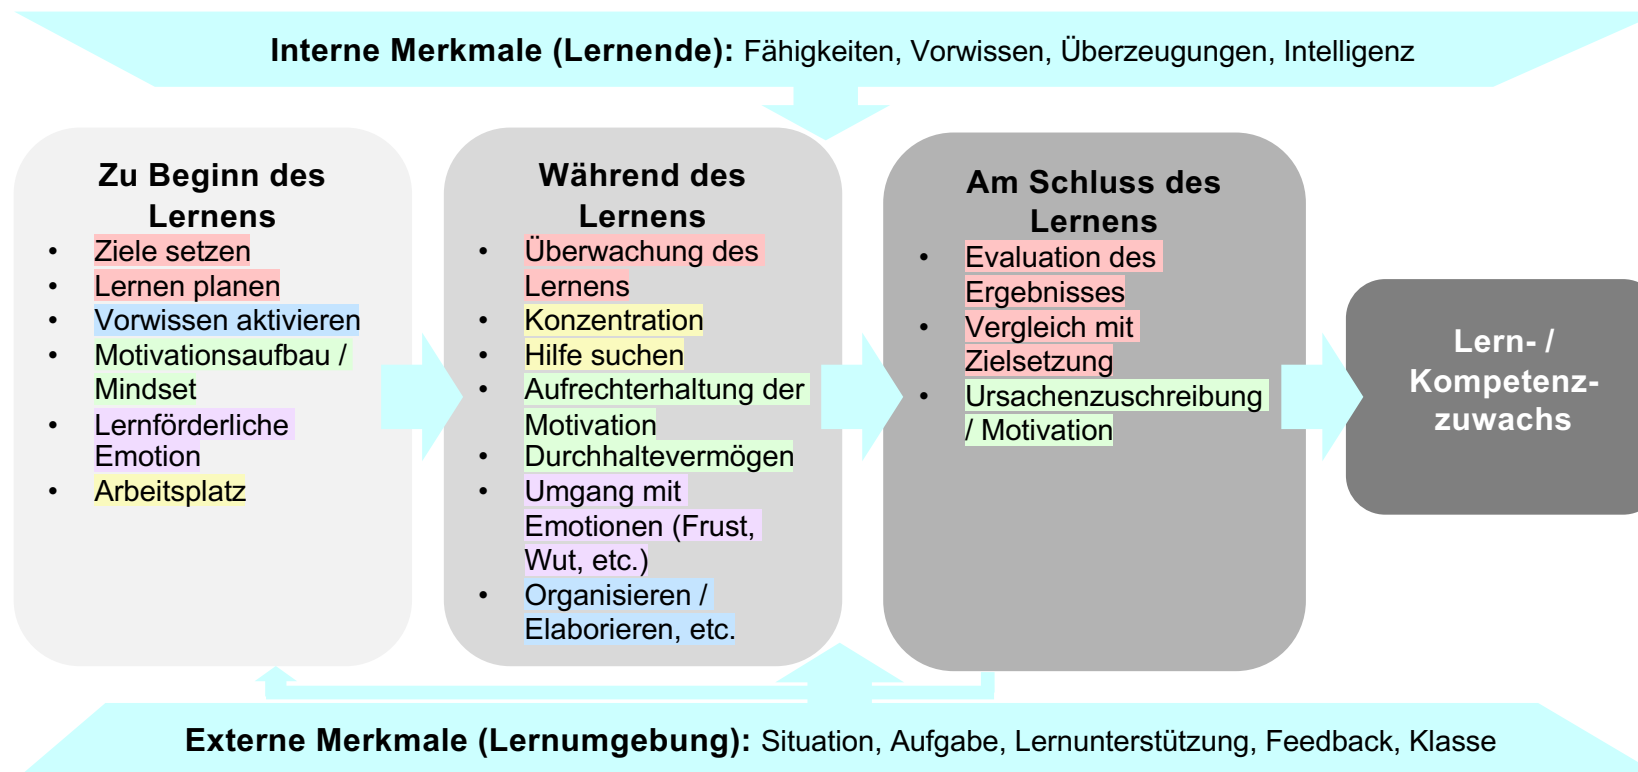 Interne Merkmale (Lernende): Fähigkeiten, Vorwissen, Überzeugungen, Intelligenz
Zu Beginn des
Lernens
• Ziele setzen
• Lernen planen
• Vorwissen aktivieren
• Motivationsaufbau /
Mindset
• Lernförderliche
Emotion
• Arbeitsplatz
Während des
Lernens
• Überwachung des
Lernens
• Konzentration
• Hilfe suchen
• Aufrechterhaltung der
Motivation
• Durchhaltevermögen
• Umgang mit
Emotionen (Frust,
Wut, etc.)
• Organisieren /
Elaborieren, etc.
Am Schluss des
Lernens
• Evaluation des
Ergebnisses
• Vergleich mit
Zielsetzung
• Ursachenzuschreibung
/ Motivation
Lern- /
Kompetenz-
zuwachs
Externe Merkmale (Lernumgebung): Situation, Aufgabe, Lernunterstützung, Feedback, Klasse